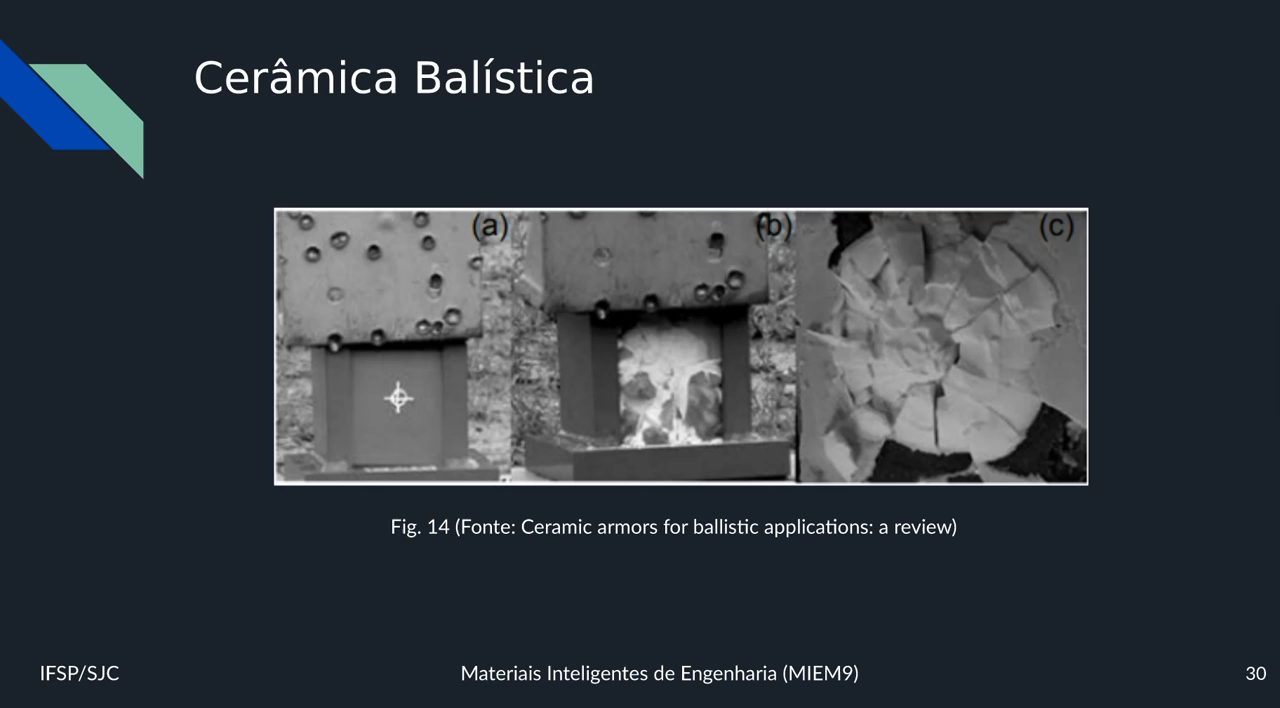 Cerâmica Balística
(a)
(b)
(c)
Fig. 14 (Fonte: Ceramic armors for ballistic applications: a review)
IFSP/SJC
Materiais Inteligentes de Engenharia (MIEM9)
30